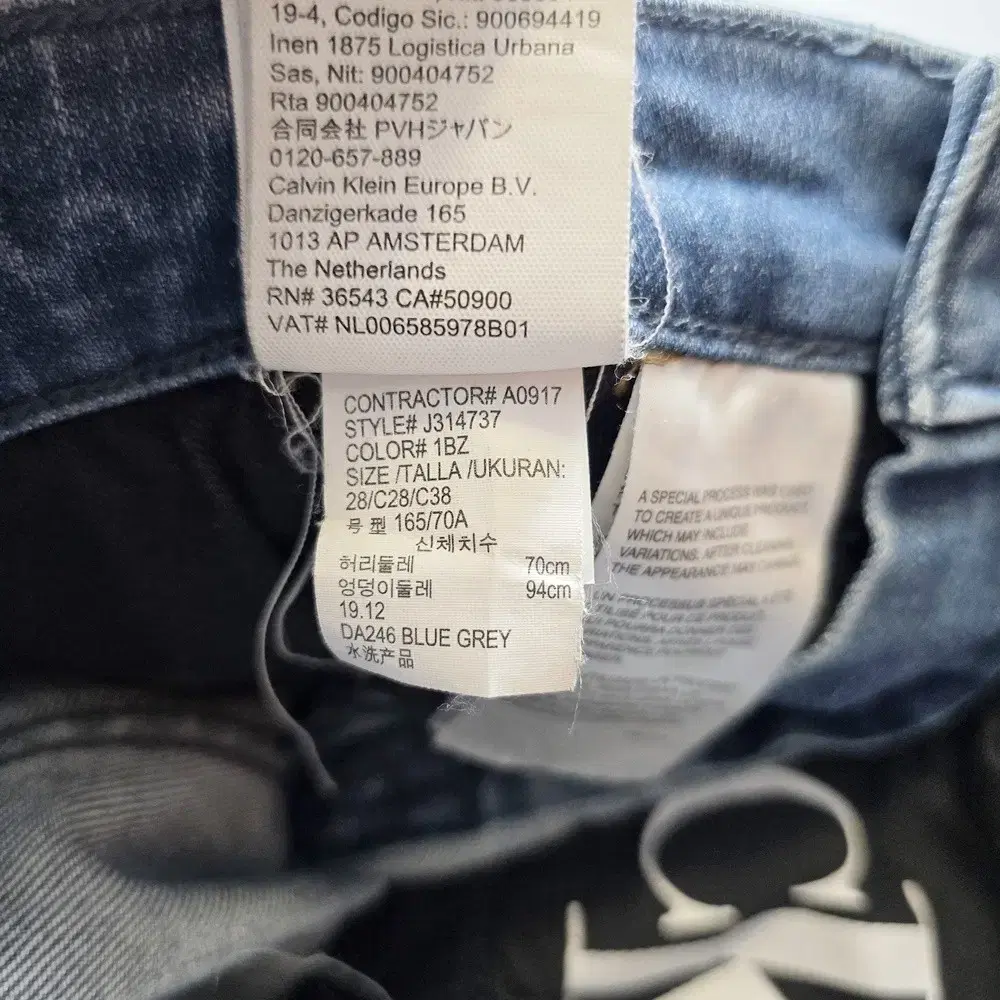 19-4, Codigo Sic.: 900694419
Inen 1875 Logistica Urbana
Sas, Nit: 900404752
Rta 900404752
合同会社 PVHジャパン
0120-657-889
Calvin Klein Europe B.V.
Danzigerkade 165
1013 AP AMSTERDAM
The Netherlands
RN# 36543 CA#50900
VAT# NL006585978B01
CONTRACTOR# A0917
STYLE# J314737
COLOR# 1BZ
SIZE /TALLA /UKURAN:
28/C28/C38
号 型 165/70A
신체치수
허리둘레 70cm
엉덩이둘레 94cm
19.12
DA246 BLUE GREY
水洗产品
A SPECIAL PROCESS WAS USED
TO CREATE A UNIQUE PRODUCT,
WHICH MAY INCLUDE
VARIATIONS. AFTER CLEANING,
THE APPEARANCE MAY CHANGE.